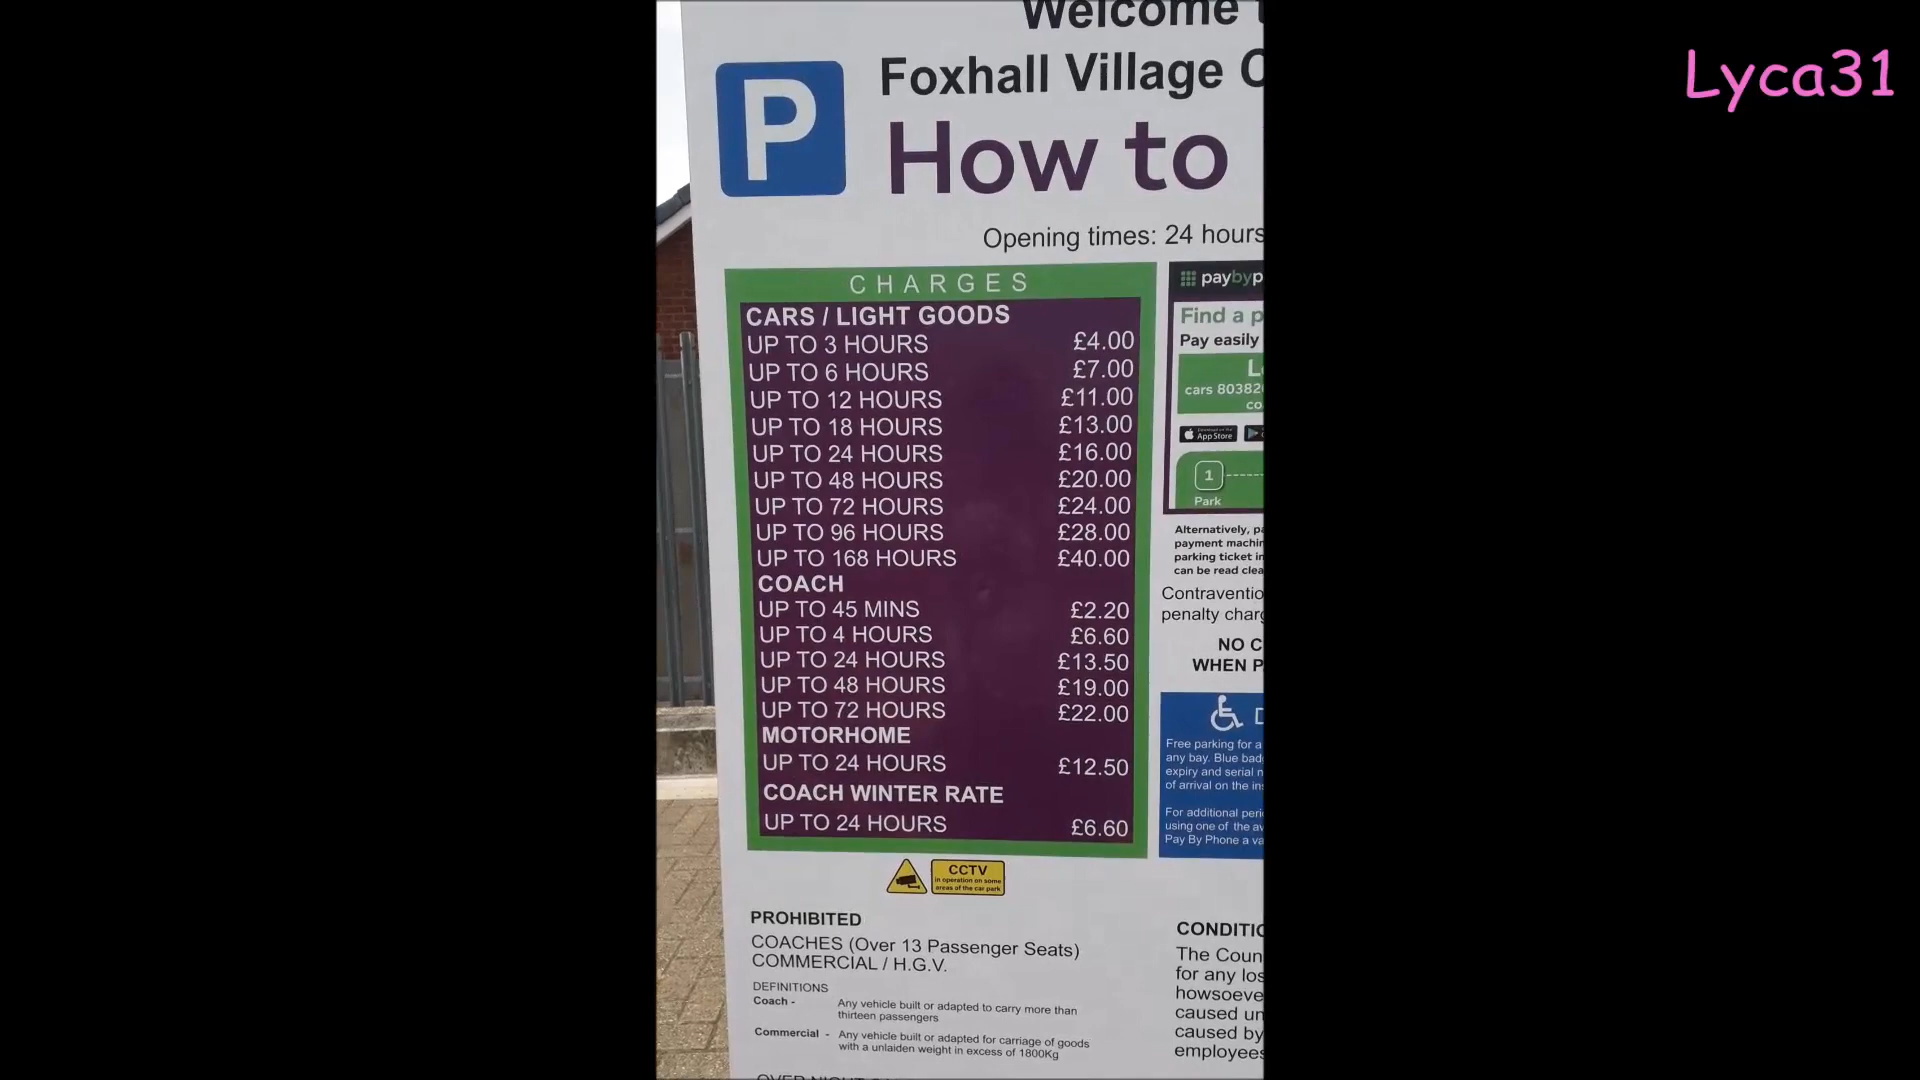 Lyca31
Welcome
Foxhall Village
P
How to
Opening times: 24 hours
CHARGES
CARS / LIGHT GOODS
UP TO 3 HOURS £4.00
UP TO 6 HOURS £7.00
UP TO 12 HOURS £11.00
UP TO 18 HOURS £13.00
UP TO 24 HOURS £16.00
UP TO 48 HOURS £20.00
UP TO 72 HOURS £24.00
UP TO 96 HOURS £28.00
UP TO 168 HOURS £40.00
COACH
UP TO 45 MINS £2.20
UP TO 4 HOURS £6.60
UP TO 24 HOURS £13.50
UP TO 48 HOURS £19.00
UP TO 72 HOURS £22.00
MOTORHOME
UP TO 24 HOURS £12.50
COACH WINTER RATE
UP TO 24 HOURS £6.60
paybyp
Find a p
Pay easily
L
cars 80382
co
App Store
1
Park
Alternatively, pa
payment machin
parking ticket in
can be read clea
Contraventio
penalty charg
NO C
WHEN P
Free parking for a
any bay. Blue bad
expiry and serial n
of arrival on the in
For additional peri
using one of the av
Pay By Phone a va
CCTV
in operation on some
areas of the car park
PROHIBITED
COACHES (Over 13 Passenger Seats)
COMMERCIAL / H.G.V.
DEFINITIONS
Coach - Any vehicle built or adapted to carry more than
thirteen passengers
Commercial - Any vehicle built or adapted for carriage of goods
with a unlaiden weight in excess of 1800Kg
CONDITIO
The Coun
for any los
howsoeve
caused un
caused by
employees